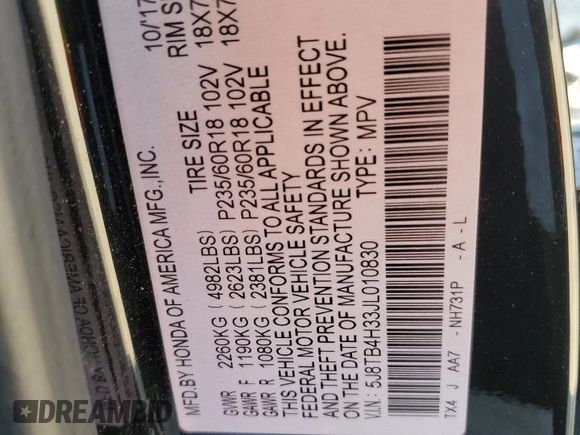 MFD.BY HONDA OF AMERICA MFG.,INC. 10/17
TIRE SIZE RIM S
GVWR 2260KG (4982LBS)
GAWR F 1190KG (2623LBS) P235/60R18 102V 18X7
GAWR R 1080KG (2381LBS) P235/60R18 102V 18X7
THIS VEHICLE CONFORMS TO ALL APPLICABLE
FEDERAL MOTOR VEHICLE SAFETY
AND THEFT PREVENTION STANDARDS IN EFFECT
ON THE DATE OF MANUFACTURE SHOWN ABOVE.
V.I.N.: 5J8TB4H33JL010830 TYPE: MPV
TX4 J AA7 -NH731P -A-L
DREAMBID